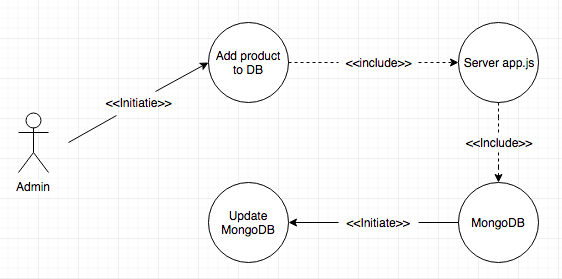 Add product
to DB
<<include>>
Server app.js
<<Initiatie>>
<<Include>>
Admin
Update
MongoDB
<<Initiate>>
MongoDB